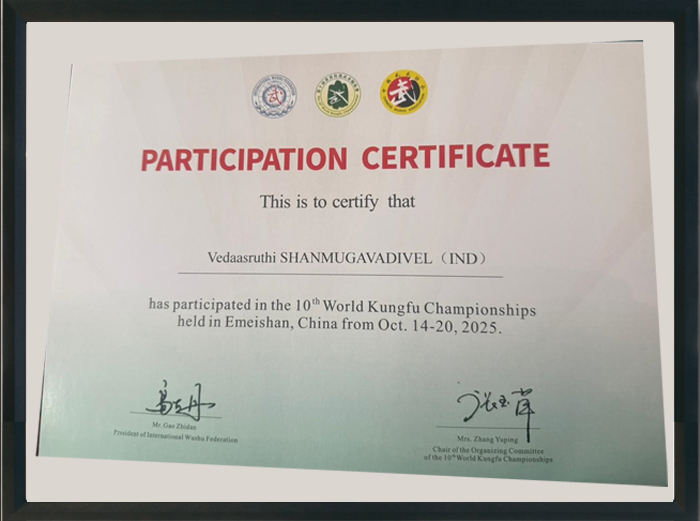 PARTICIPATION CERTIFICATE
This is to certify that
Vedaasruthi SHANMUGAVADIVEL（IND）
has participated in the 10th World Kungfu Championships
held in Emeishan, China from Oct. 14-20, 2025.
Mr. Gao Zhidan
President of International Wushu Federation
Mrs. Zhang Yuping
Chair of the Organizing Committee
of the 10th World Kungfu Championships